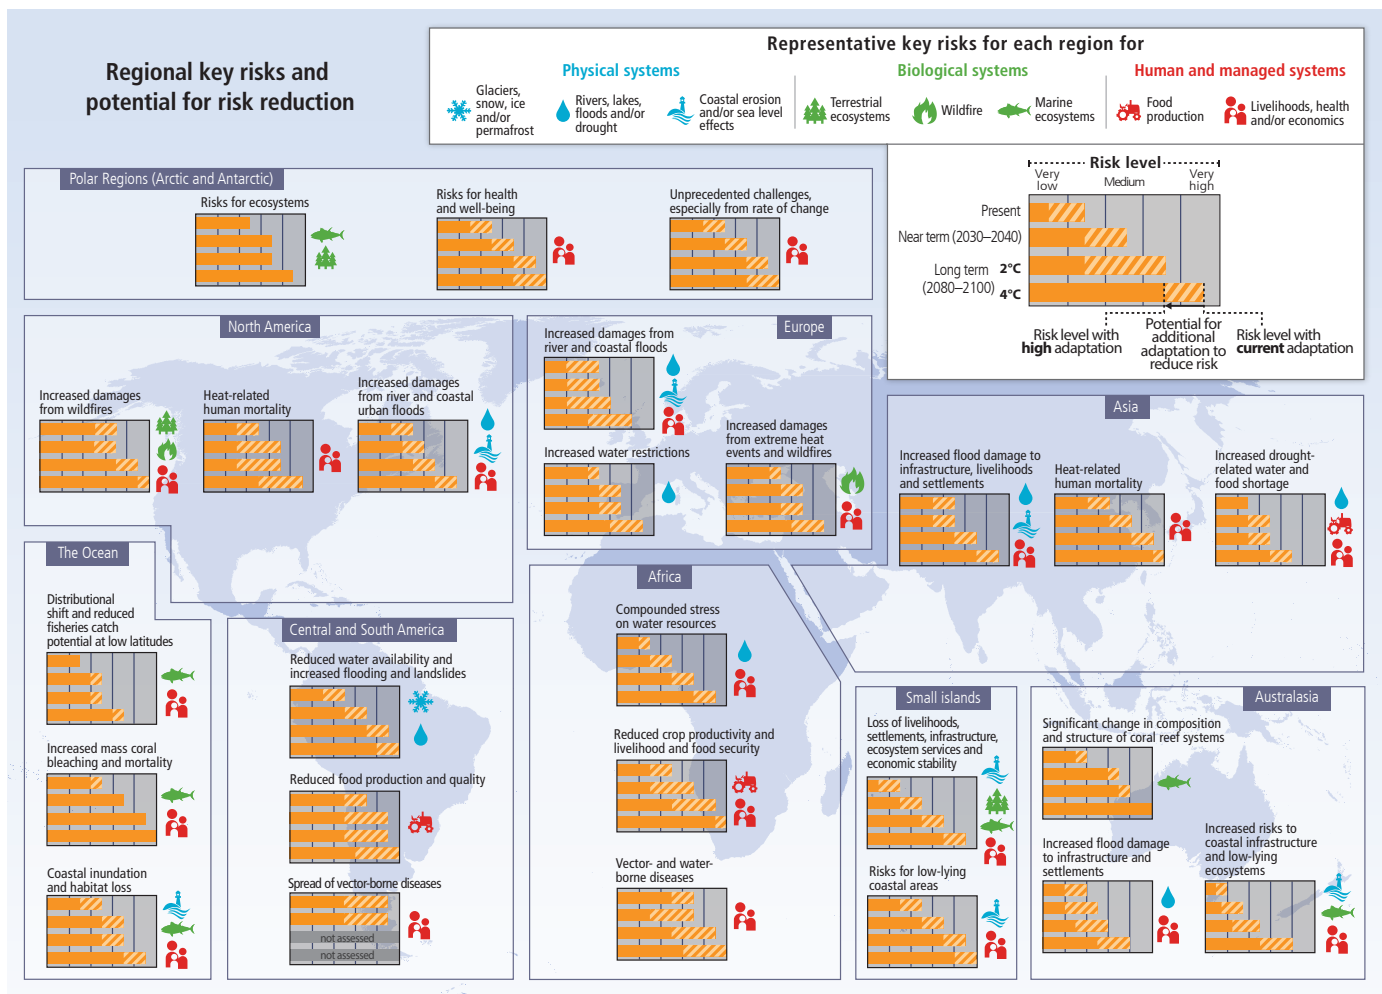 Regional key risks and
potential for risk reduction
Representative key risks for each region for
Physical systems
Biological systems
Human and managed systems
Glaciers,
snow, ice
and/or
permafrost
Rivers, lakes,
floods and/or
drought
Coastal erosion
and/or sea level
effects
Terrestrial
ecosystems
Wildfire
Marine
ecosystems
Food
production
Livelihoods, health
and/or economics
Risk level
Very
low
Medium
Very
high
Present
Near term (2030–2040)
Long term
(2080–2100)
2°C
4°C
Risk level with
high adaptation
Potential for
additional
adaptation to
reduce risk
Risk level with
current adaptation
Polar Regions (Arctic and Antarctic)
Risks for ecosystems
Risks for health
and well-being
Unprecedented challenges,
especially from rate of change
North America
Increased damages
from wildfires
Heat-related
human mortality
Increased damages
from river and coastal
urban floods
Europe
Increased damages from
river and coastal floods
Increased water restrictions
Increased damages
from extreme heat
events and wildfires
Asia
Increased flood damage to
infrastructure, livelihoods
and settlements
Heat-related
human mortality
Increased drought-
related water and
food shortage
The Ocean
Distributional
shift and reduced
fisheries catch
potential at low latitudes
Increased mass coral
bleaching and mortality
Coastal inundation
and habitat loss
Central and South America
Reduced water availability and
increased flooding and landslides
Reduced food production and quality
Spread of vector-borne diseases
not assessed
not assessed
Africa
Compounded stress
on water resources
Reduced crop productivity and
livelihood and food security
Vector- and water-
borne diseases
Small islands
Loss of livelihoods,
settlements, infrastructure,
ecosystem services and
economic stability
Risks for low-lying
coastal areas
Australasia
Significant change in composition
and structure of coral reef systems
Increased flood damage
to infrastructure and
settlements
Increased risks to
coastal infrastructure
and low-lying
ecosystems